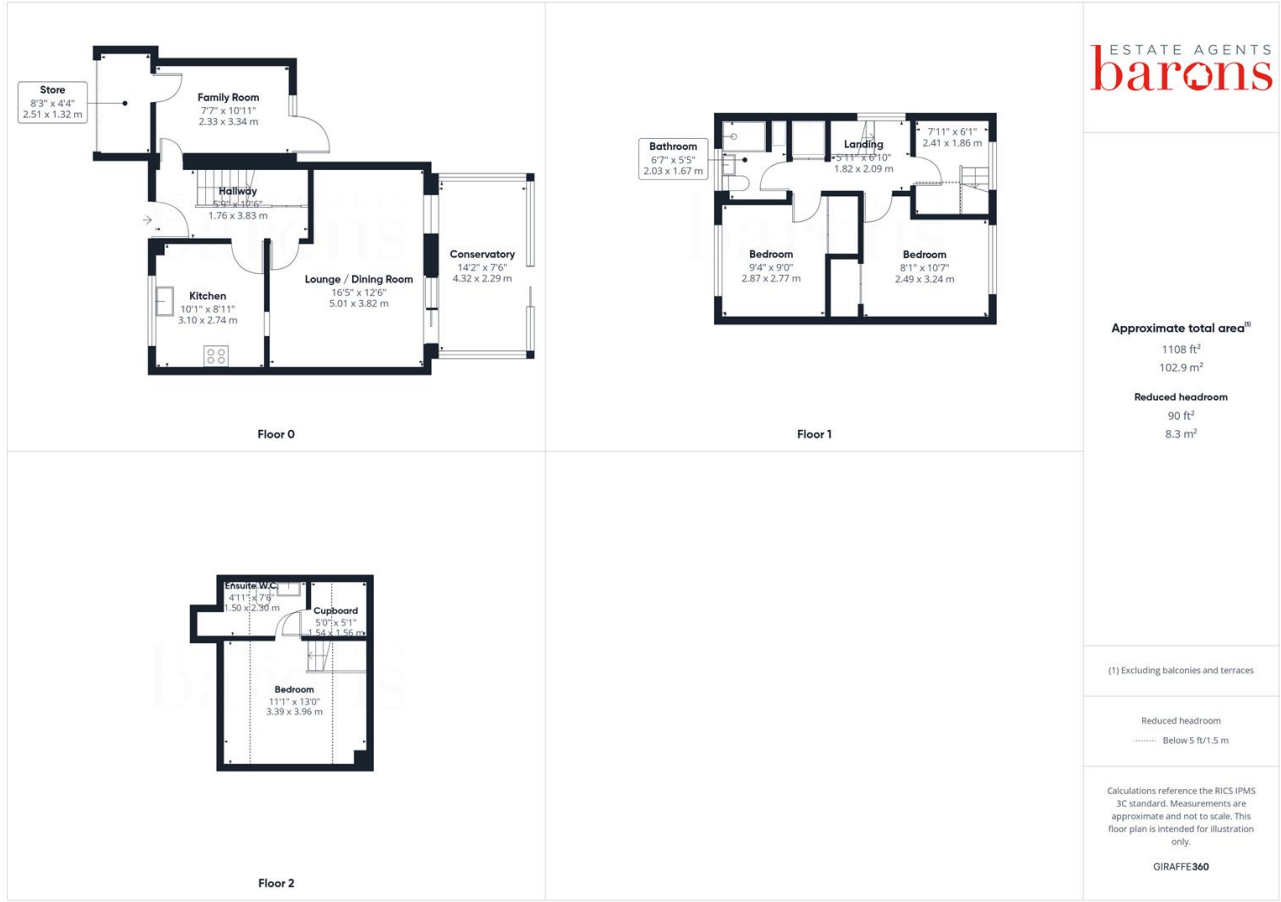 Store
8'3" x 4'4"
2.51 x 1.32 m
Family Room
7'7" x 10'11"
2.33 x 3.34 m
Hallway
5'9" x 12'6"
1.76 x 3.83 m
Kitchen
10'1" x 8'11"
3.10 x 2.74 m
Lounge / Dining Room
16'5" x 12'6"
5.01 x 3.82 m
Conservatory
14'2" x 7'6"
4.32 x 2.29 m
Floor 0
Bathroom
6'7" x 5'5"
2.03 x 1.67 m
Landing
5'11" x 6'10"
1.82 x 2.09 m
7'11" x 6'1"
2.41 x 1.86 m
Bedroom
9'4" x 9'0"
2.87 x 2.77 m
Bedroom
8'1" x 10'7"
2.49 x 3.24 m
Floor 1
Ensuite W.C.
4'11" x 7'6"
1.50 x 2.30 m
Cupboard
5'0" x 5'1"
1.54 x 1.56 m
Bedroom
11'1" x 13'0"
3.39 x 3.96 m
Floor 2
ESTATE AGENTS
barons
Approximate total area(1)
1108 ft²
102.9 m²
Reduced headroom
90 ft²
8.3 m²
(1) Excluding balconies and terraces
Reduced headroom
Below 5 ft/1.5 m
Calculations reference the RICS IPMS
3C standard. Measurements are
approximate and not to scale. This
floor plan is intended for illustration
only.
GIRAFFE360